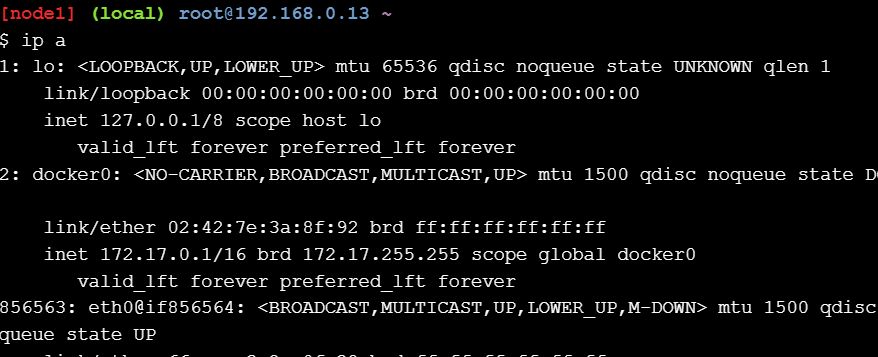 [node1] (local) root@192.168.0.13 ~
$ ip a
1: lo: <LOOPBACK,UP,LOWER_UP> mtu 65536 qdisc noqueue state UNKNOWN qlen 1
link/loopback 00:00:00:00:00:00 brd 00:00:00:00:00:00
inet 127.0.0.1/8 scope host lo
valid_lft forever preferred_lft forever
2: docker0: <NO-CARRIER,BROADCAST,MULTICAST,UP> mtu 1500 qdisc noqueue state
link/ether 02:42:7e:3a:8f:92 brd ff:ff:ff:ff:ff:ff
inet 172.17.0.1/16 brd 172.17.255.255 scope global docker0
valid_lft forever preferred_lft forever
856563: eth0@if856564: <BROADCAST,MULTICAST,UP,LOWER_UP,M-DOWN> mtu 1500 qdisc
queue state UP